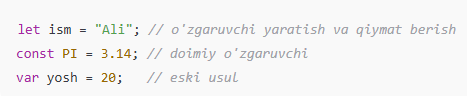 let ism = "Ali"; // o'zgaruvchi yaratish va qiymat berish
const PI = 3.14; // doimiy o'zgaruvchi
var yosh = 20;   // eski usul